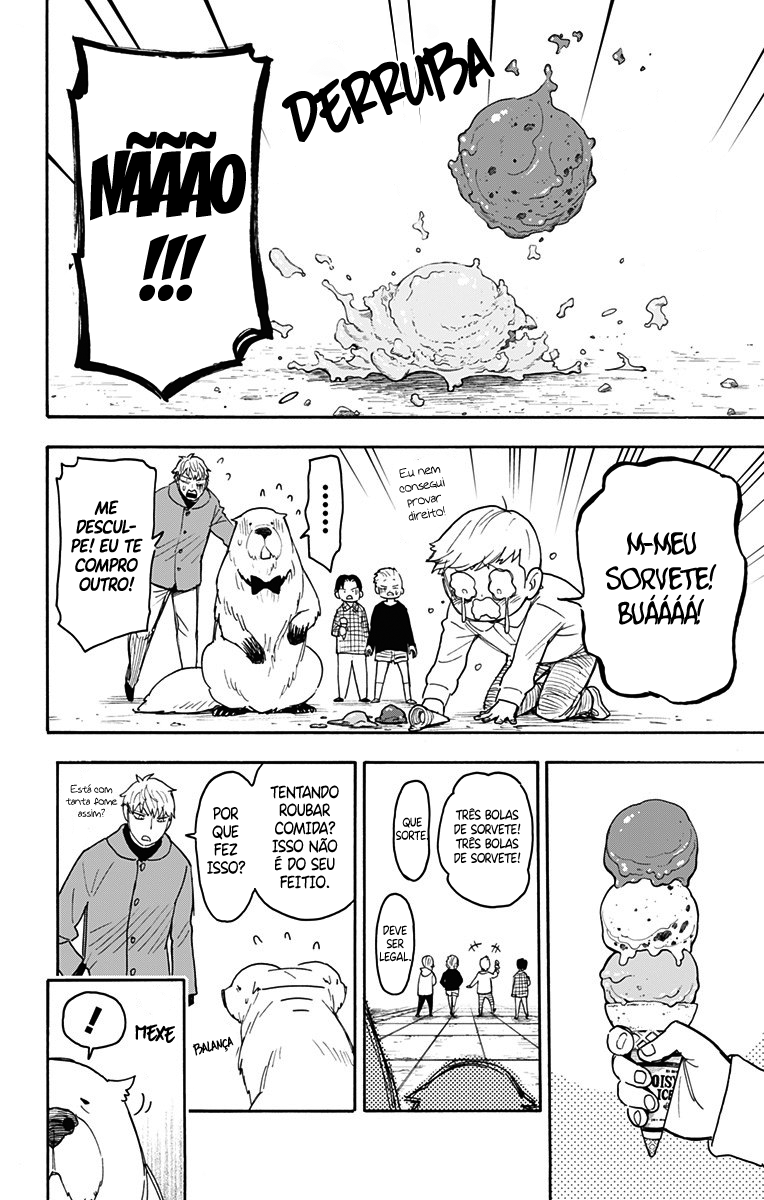 DERRUBA
NÃÃÃO
!!!
M-MEU
SORVETE!
BUÁÁÁÁ!
Eu nem
consegui
provar
direito!
......
ME
DESCUL-
PE! EU TE
COMPRO
OUTRO!
TRÊS BOLAS
DE SORVETE!
TRÊS BOLAS
DE SORVETE!
QUE
SORTE.
DEVE
SER
LEGAL.
TENTANDO
ROUBAR
COMIDA?
ISSO NÃO
É DO SEU
FEITIO.
POR
QUE
FEZ
ISSO?
Está com
tanta fome
assim?
BALANÇA
MEXE
!